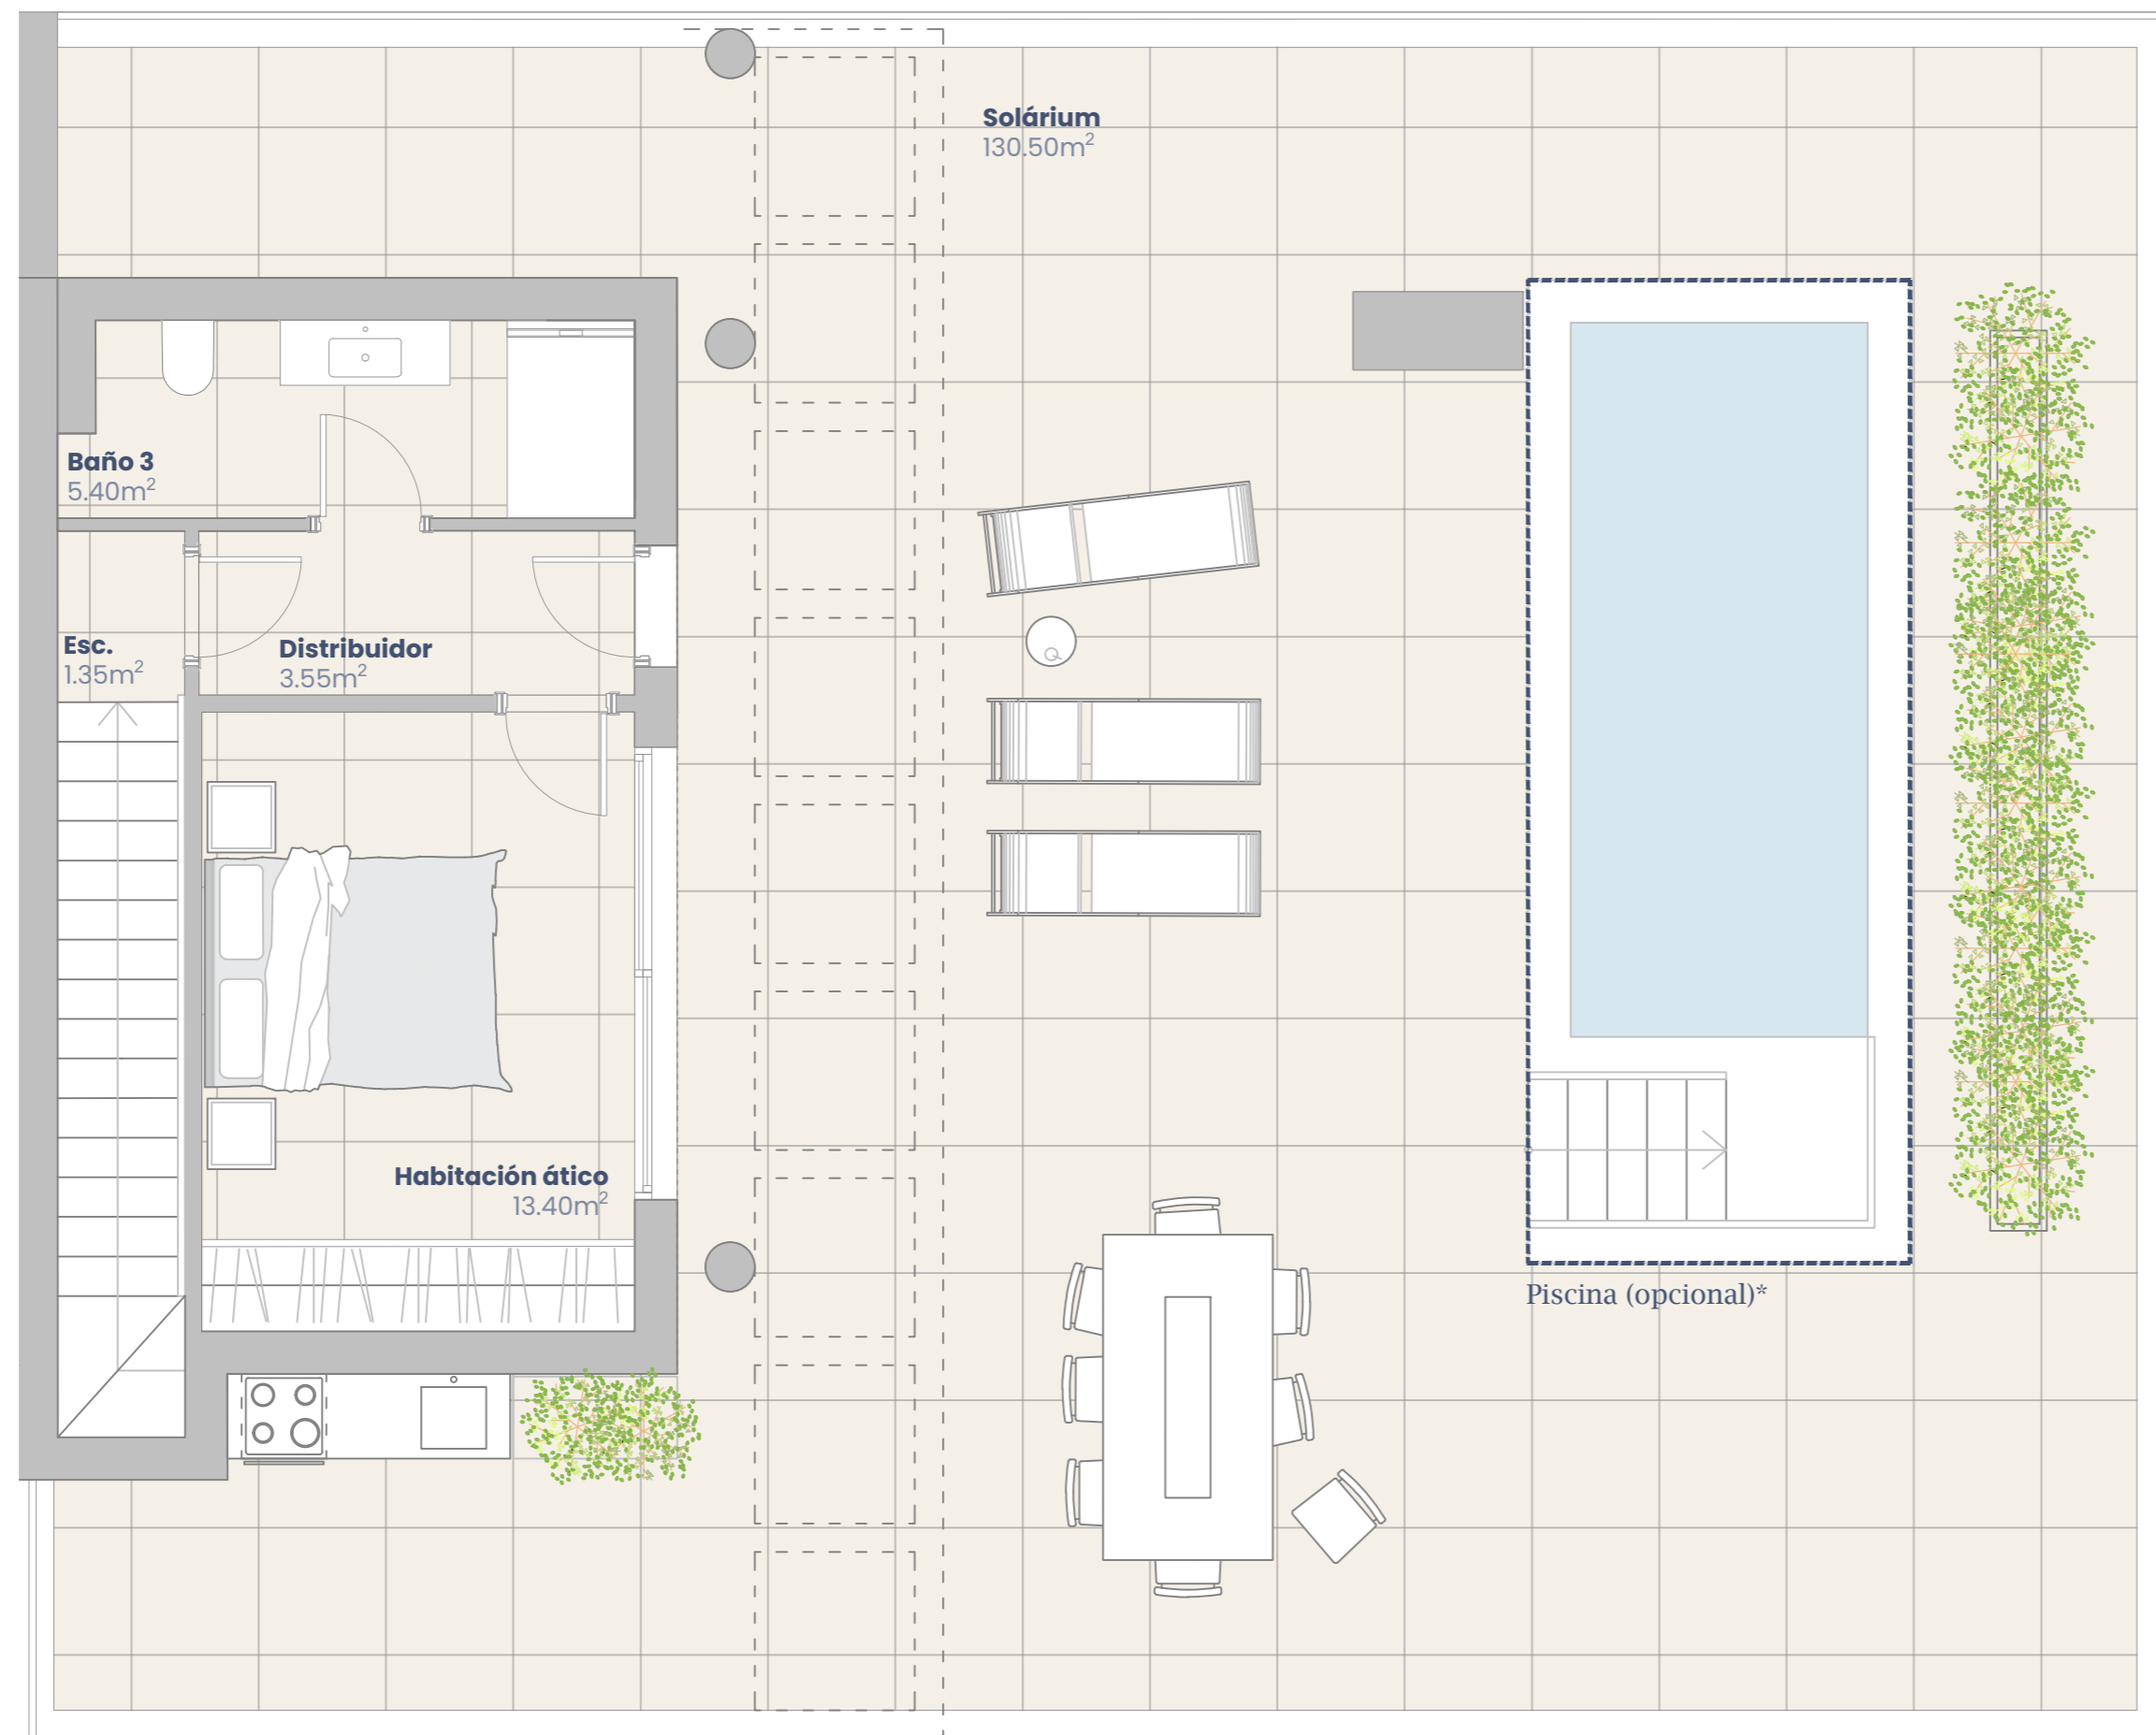 Solárium
130.50m²
Baño 3
5.40m²
Esc.
1.35m²
Distribuidor
3.55m²
Habitación ático
13.40m²
Piscina (opcional)*